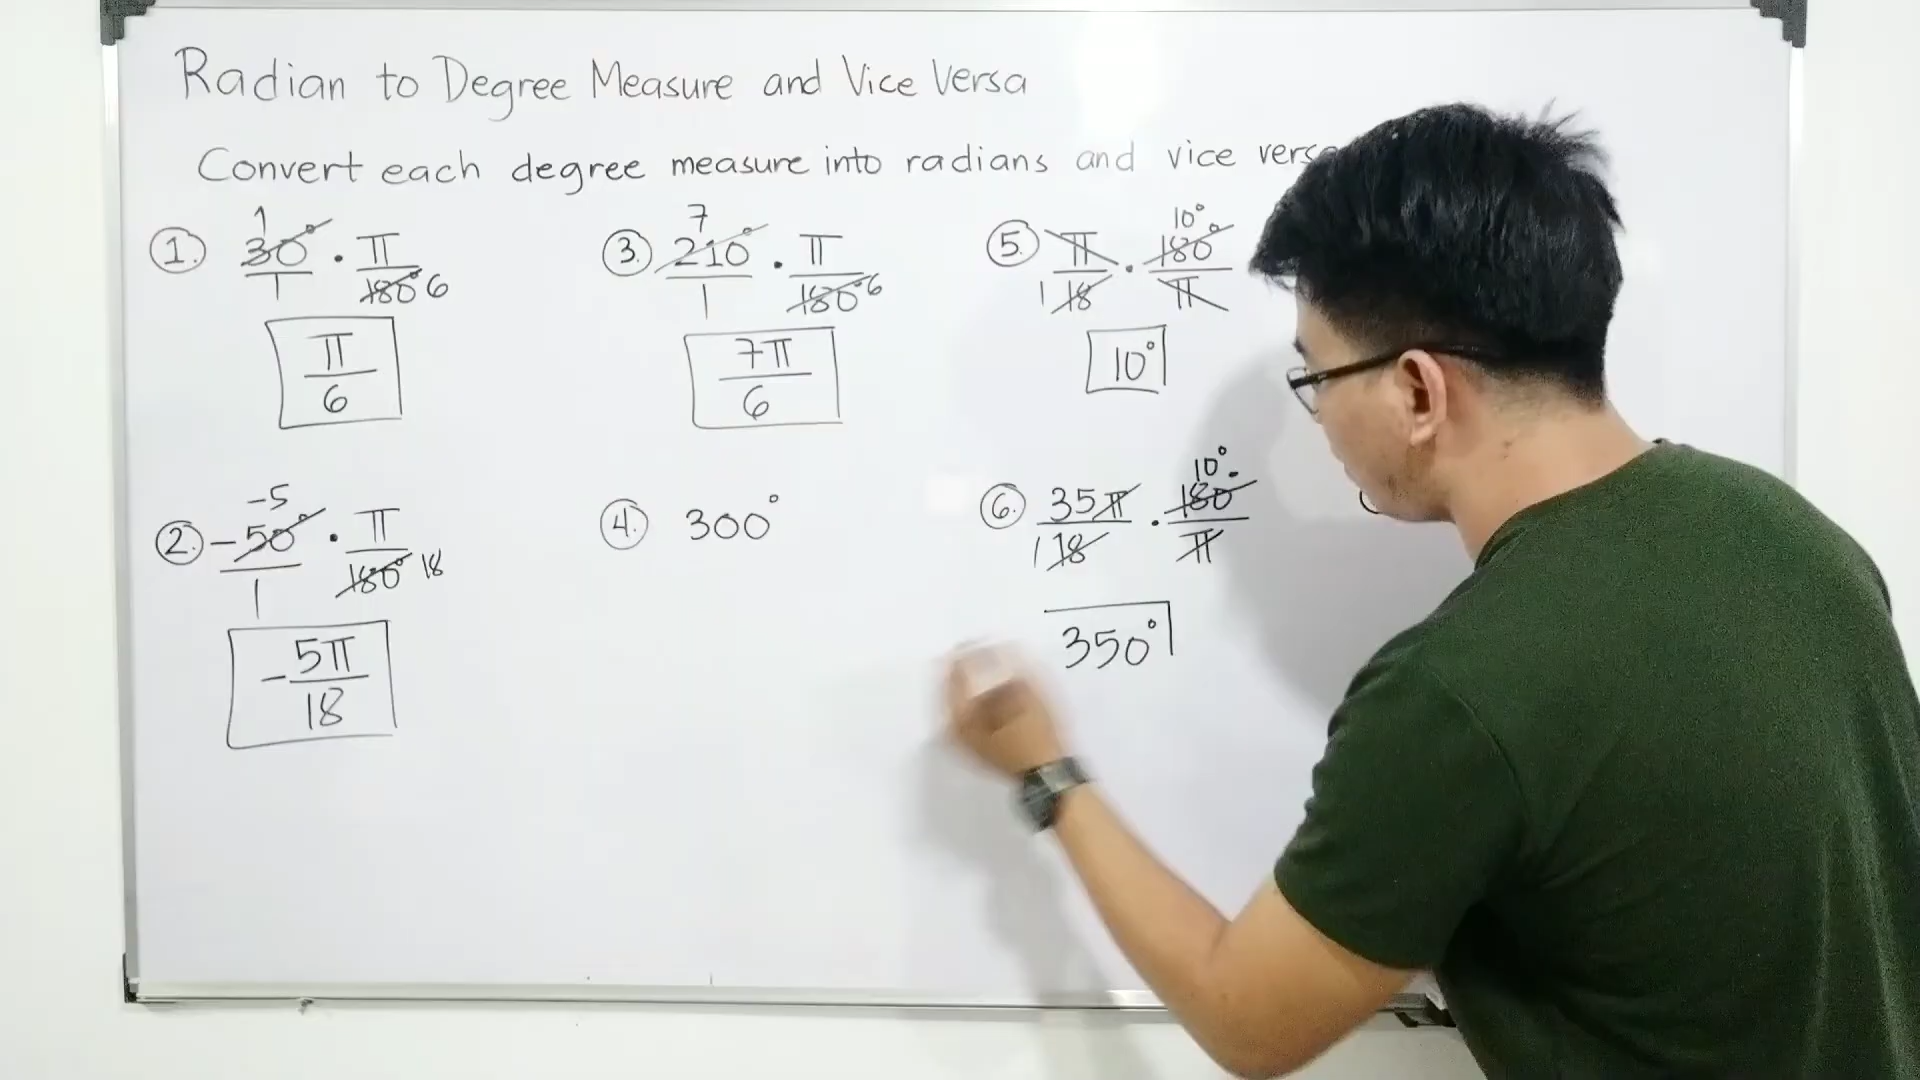 Radian to Degree Measure and Vice Versa
Convert each degree measure into radians and vice
1. 30°/1 · π/180° 1 6
π/6
2. -50°/1 · π/180° -5 18
-5π/18
3. 210°/1 · π/180° 7 6
7π/6
4. 300°
5. π/18 · 180°/π 10° 1
10°
6. 35π/18 · 180/π 10° 1
350°